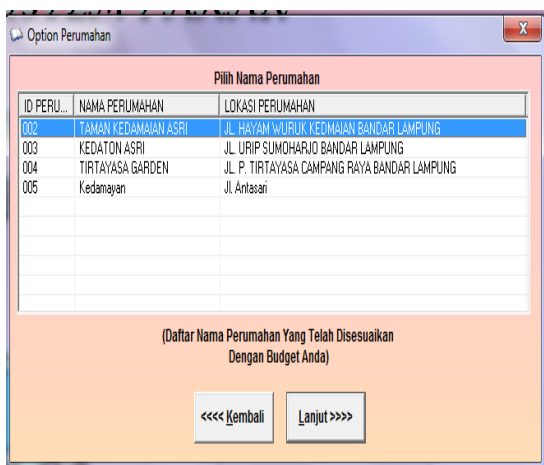 Option Perumahan
X
Pilih Nama Perumahan
ID PERU... NAMA PERUMAHAN LOKASI PERUMAHAN
002 TAMAN KEDAMAIAN ASRI JL. HAYAM WURUK KEDMAIAN BANDAR LAMPUNG
003 KEDATON ASRI JL. URIP SUMOHARJO BANDAR LAMPUNG
004 TIRTAYASA GARDEN JL. P. TIRTAYASA CAMPANG RAYA BANDAR LAMPUNG
005 Kedamayan Jl. Antasari
(Daftar Nama Perumahan Yang Telah Disesuaikan
Dengan Budget Anda)
<<<< Kembali Lanjut >>>>